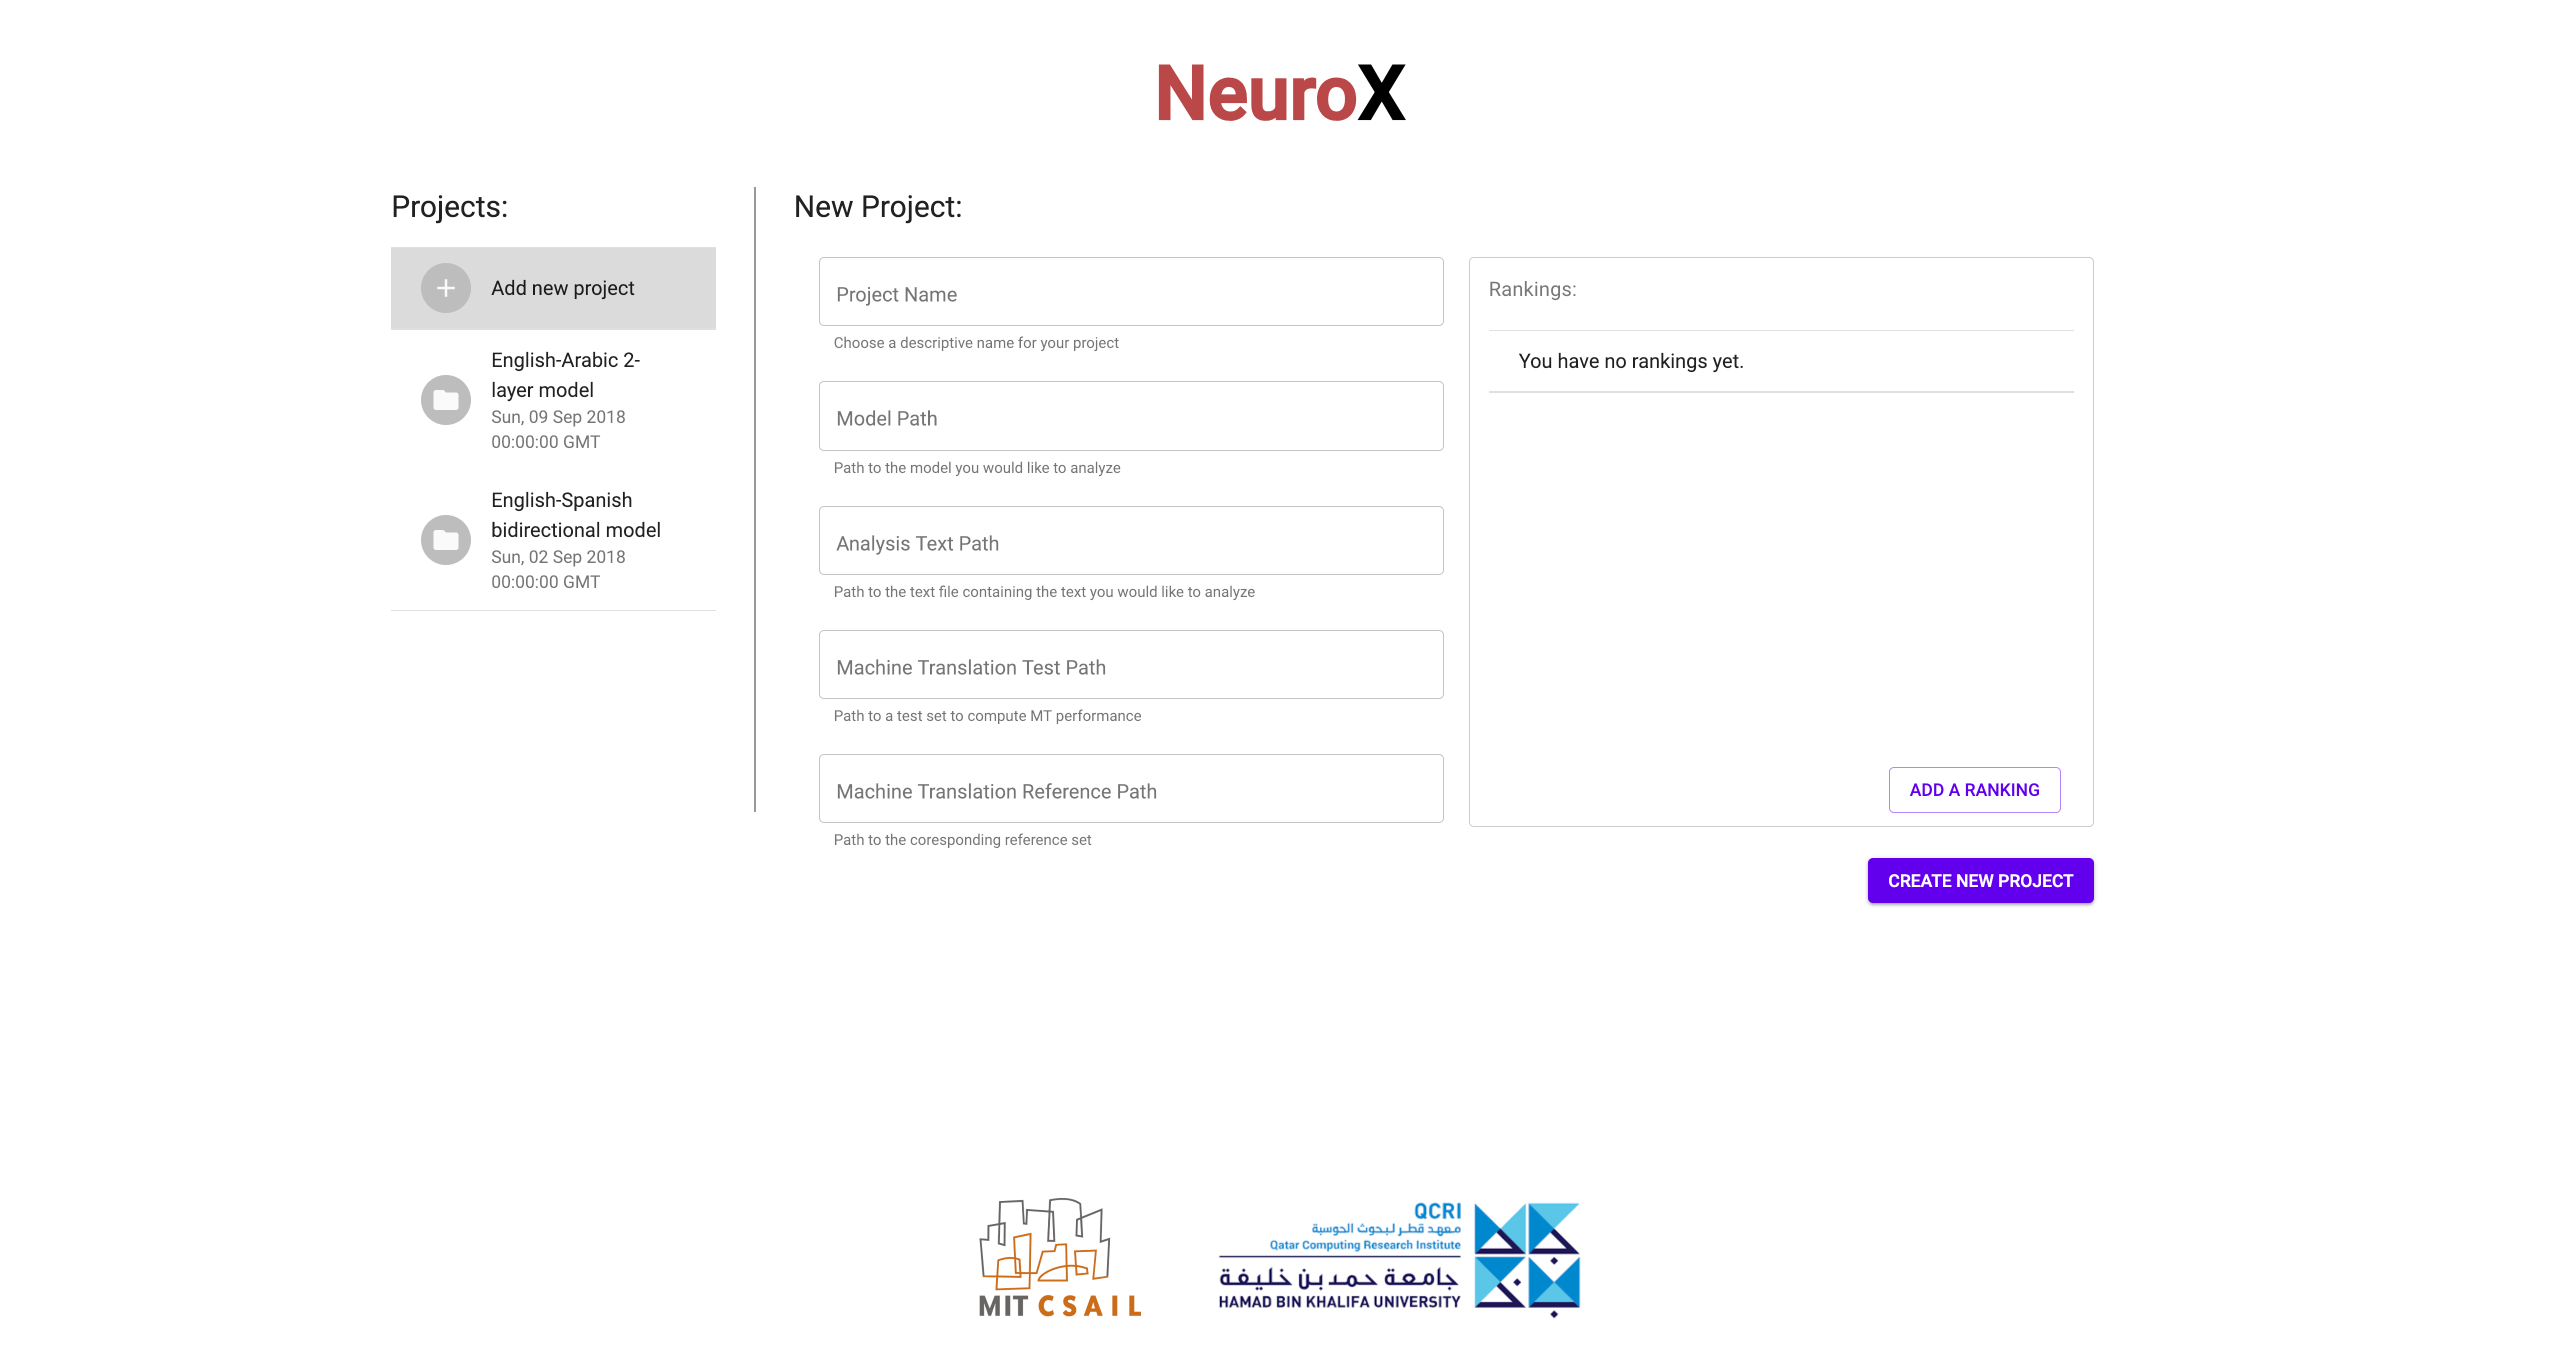 NeuroX
Projects:
Add new project
English-Arabic 2-
layer model
Sun, 09 Sep 2018
00:00:00 GMT
English-Spanish
bidirectional model
Sun, 02 Sep 2018
00:00:00 GMT
New Project:
Project Name
Choose a descriptive name for your project
Model Path
Path to the model you would like to analyze
Analysis Text Path
Path to the text file containing the text you would like to analyze
Machine Translation Test Path
Path to a test set to compute MT performance
Machine Translation Reference Path
Path to the coresponding reference set
Rankings:
You have no rankings yet.
ADD A RANKING
CREATE NEW PROJECT
MIT CSAIL
QCRI
معهد قطر لبحوث الحوسبة
Qatar Computing Research Institute
جامعة حمد بن خليفة
HAMAD BIN KHALIFA UNIVERSITY